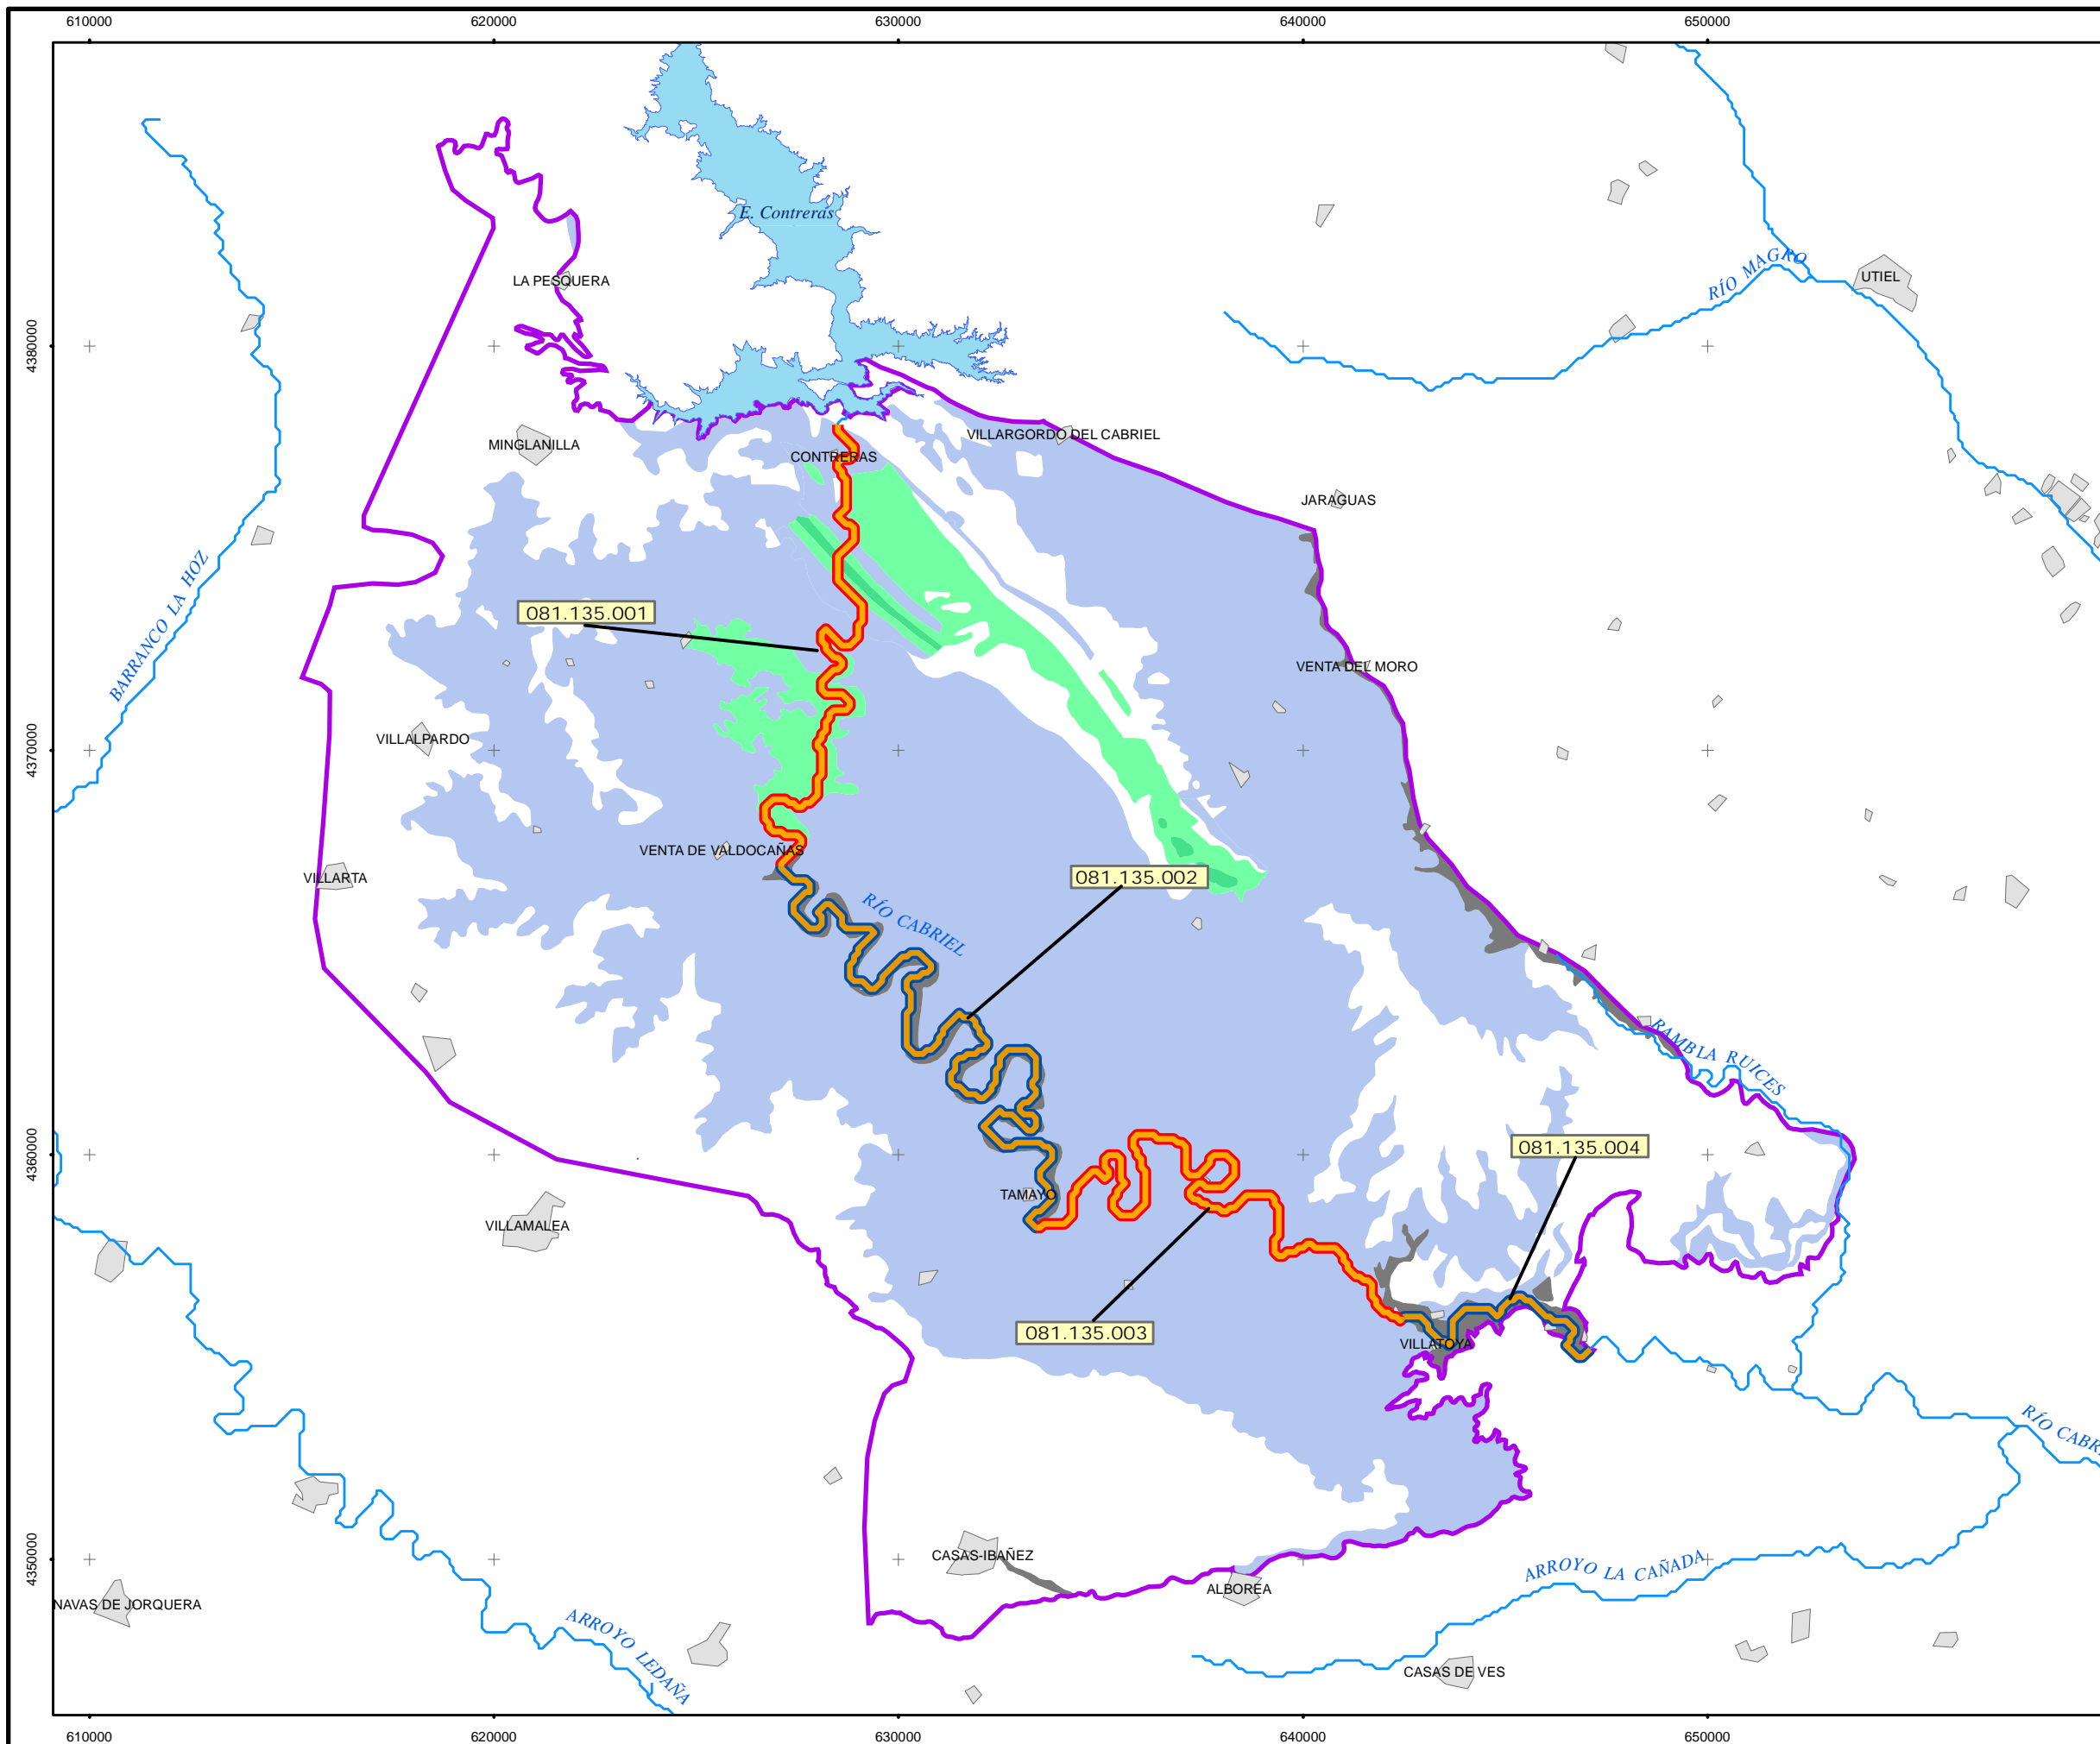 610000 620000 630000 640000 650000
E. Contreras
RÍO MAGRO
UTIEL
LA PESQUERA
4380000
MINGLANILLA
VILLARGORDO DEL CABRIEL
CONTRERAS
JARAGUAS
BARRANCO LA HOZ
081.135.001
VENTA DEL MORO
VILLALPARDO
4370000
VENTA DE VALDOCAÑAS
VILLARTA
081.135.002
RÍO CABRIEL
RAMBLA RUICES
081.135.004
4360000
TAMAYO
VILLAMALEA
081.135.003
VILLATOYA
RÍO CABRI
CASAS-IBAÑEZ
4350000
ARROYO LA CAÑADA
ALBOREA
NAVAS DE JORQUERA
ARROYO LEDAÑA
CASAS DE VES
610000 620000 630000 640000 650000